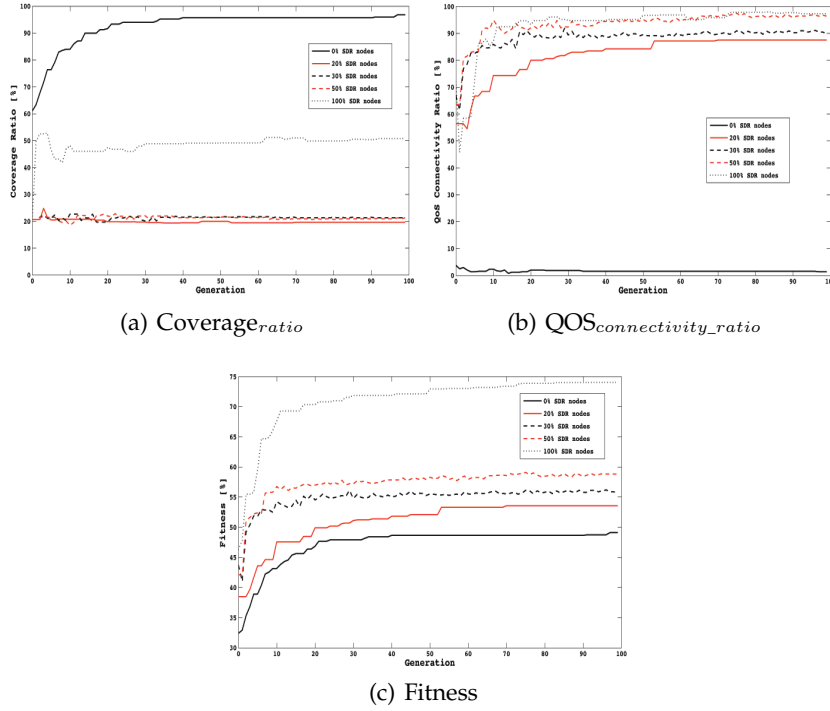 100
90
80
70
60
50
40
30
20
10
0
Coverage Ratio [%]
0% SDR nodes
20% SDR nodes
30% SDR nodes
50% SDR nodes
100% SDR nodes
0 10 20 30 40 50 60 70 80 90 100
Generation
(a) Coverage_ratio
100
90
80
70
60
50
40
30
20
10
0
QoS Connectivity Ratio [%]
0% SDR nodes
20% SDR nodes
30% SDR nodes
50% SDR nodes
100% SDR nodes
0 10 20 30 40 50 60 70 80 90 100
Generation
(b) QOS_connectivity_ratio
75
70
65
60
55
50
45
40
35
30
Fitness [%]
0% SDR nodes
20% SDR nodes
30% SDR nodes
50% SDR nodes
100% SDR nodes
0 10 20 30 40 50 60 70 80 90 100
Generation
(c) Fitness